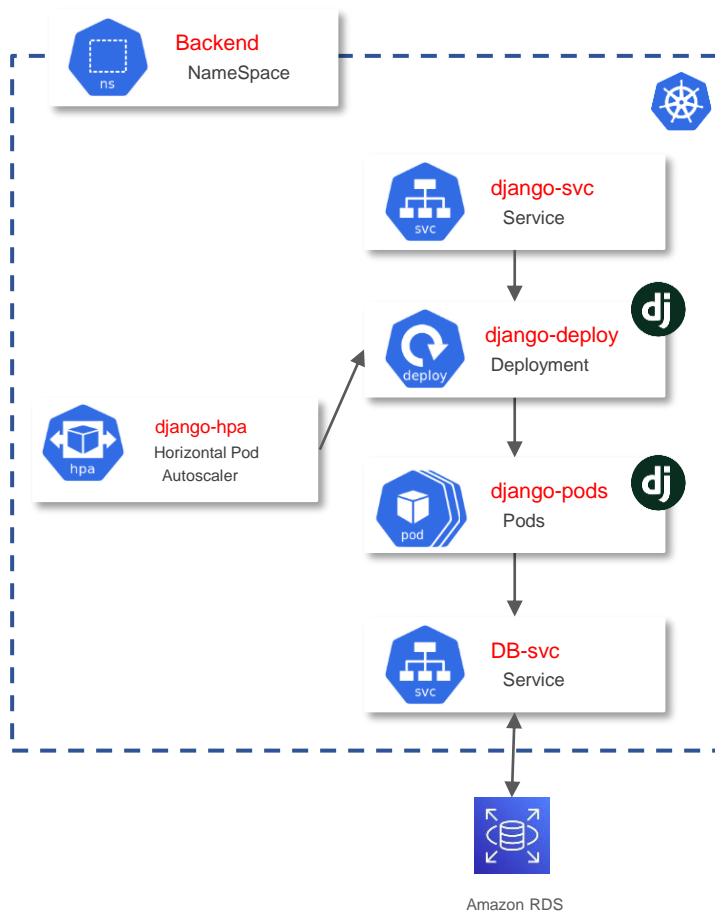 Backend
NameSpace
ns
django-svc
Service
svc
dj
django-deploy
Deployment
deploy
django-hpa
Horizontal Pod
Autoscaler
hpa
dj
django-pods
Pods
pod
DB-svc
Service
svc
Amazon RDS